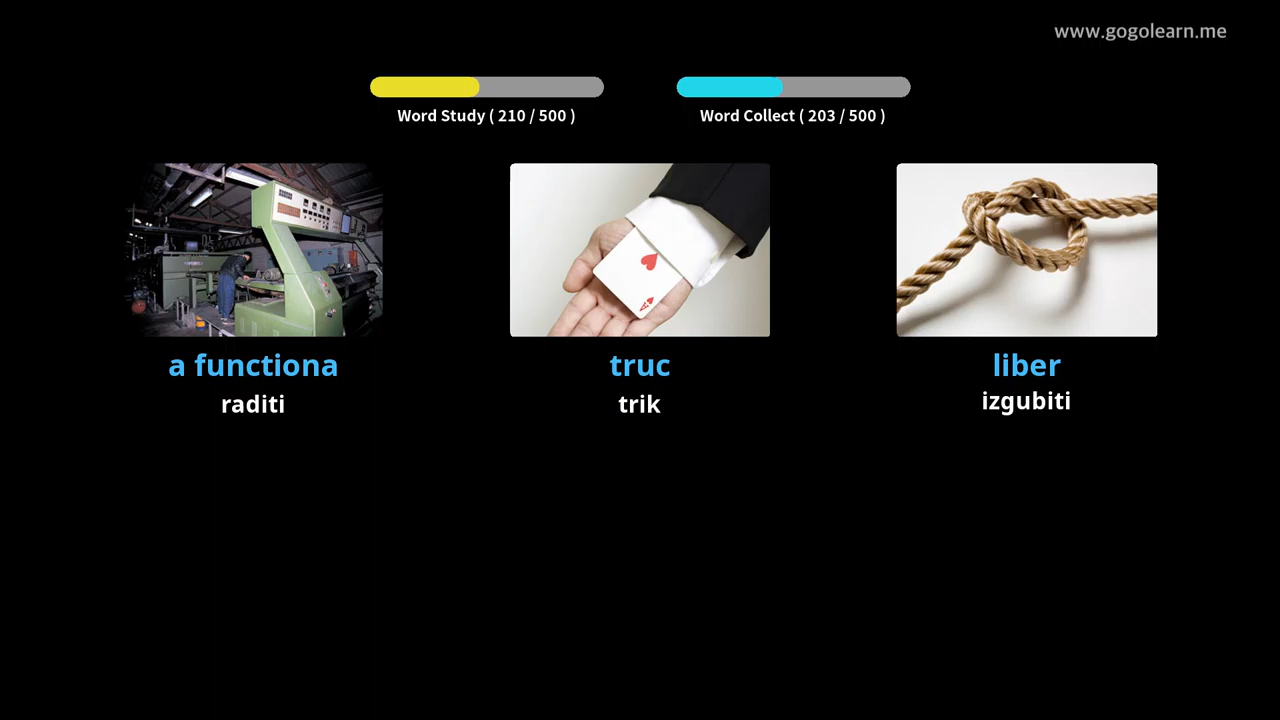 www.gogolearn.me
Word Study ( 210 / 500 )
Word Collect ( 203 / 500 )
a functiona
raditi
truc
trik
liber
izgubiti